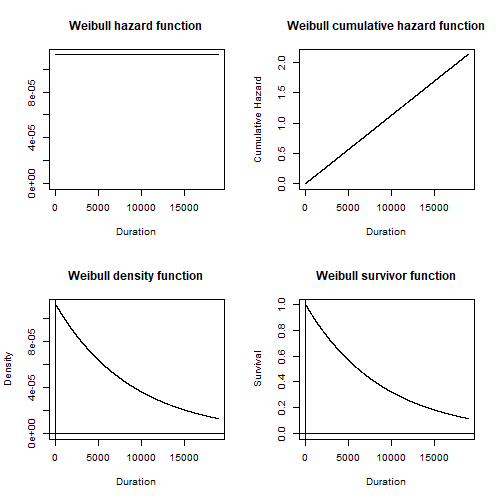 Weibull hazard function
0e+00 4e-05 8e-05
0 5000 10000 15000
Duration
Weibull cumulative hazard function
Cumulative Hazard
0.0 0.5 1.0 1.5 2.0
0 5000 10000 15000
Duration
Weibull density function
Density
0e+00 4e-05 8e-05
0 5000 10000 15000
Duration
Weibull survivor function
Survival
0.0 0.2 0.4 0.6 0.8 1.0
0 5000 10000 15000
Duration